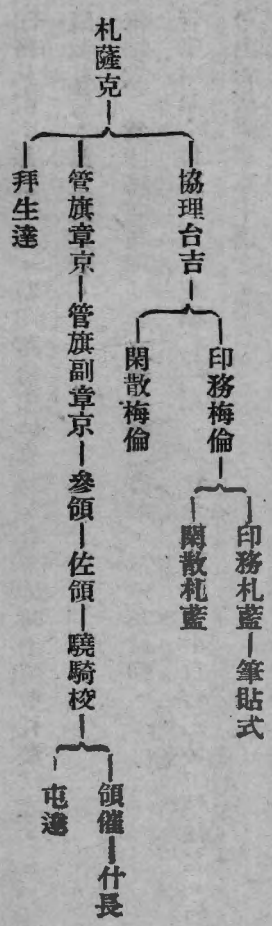 札薩克
協理台吉
印務梅倫
印務札藍
筆貼式
閑散札藍
閑散梅倫
管旗章京
管旗副章京
參領
佐領
驍騎校
領催
什長
屯達
拜生達